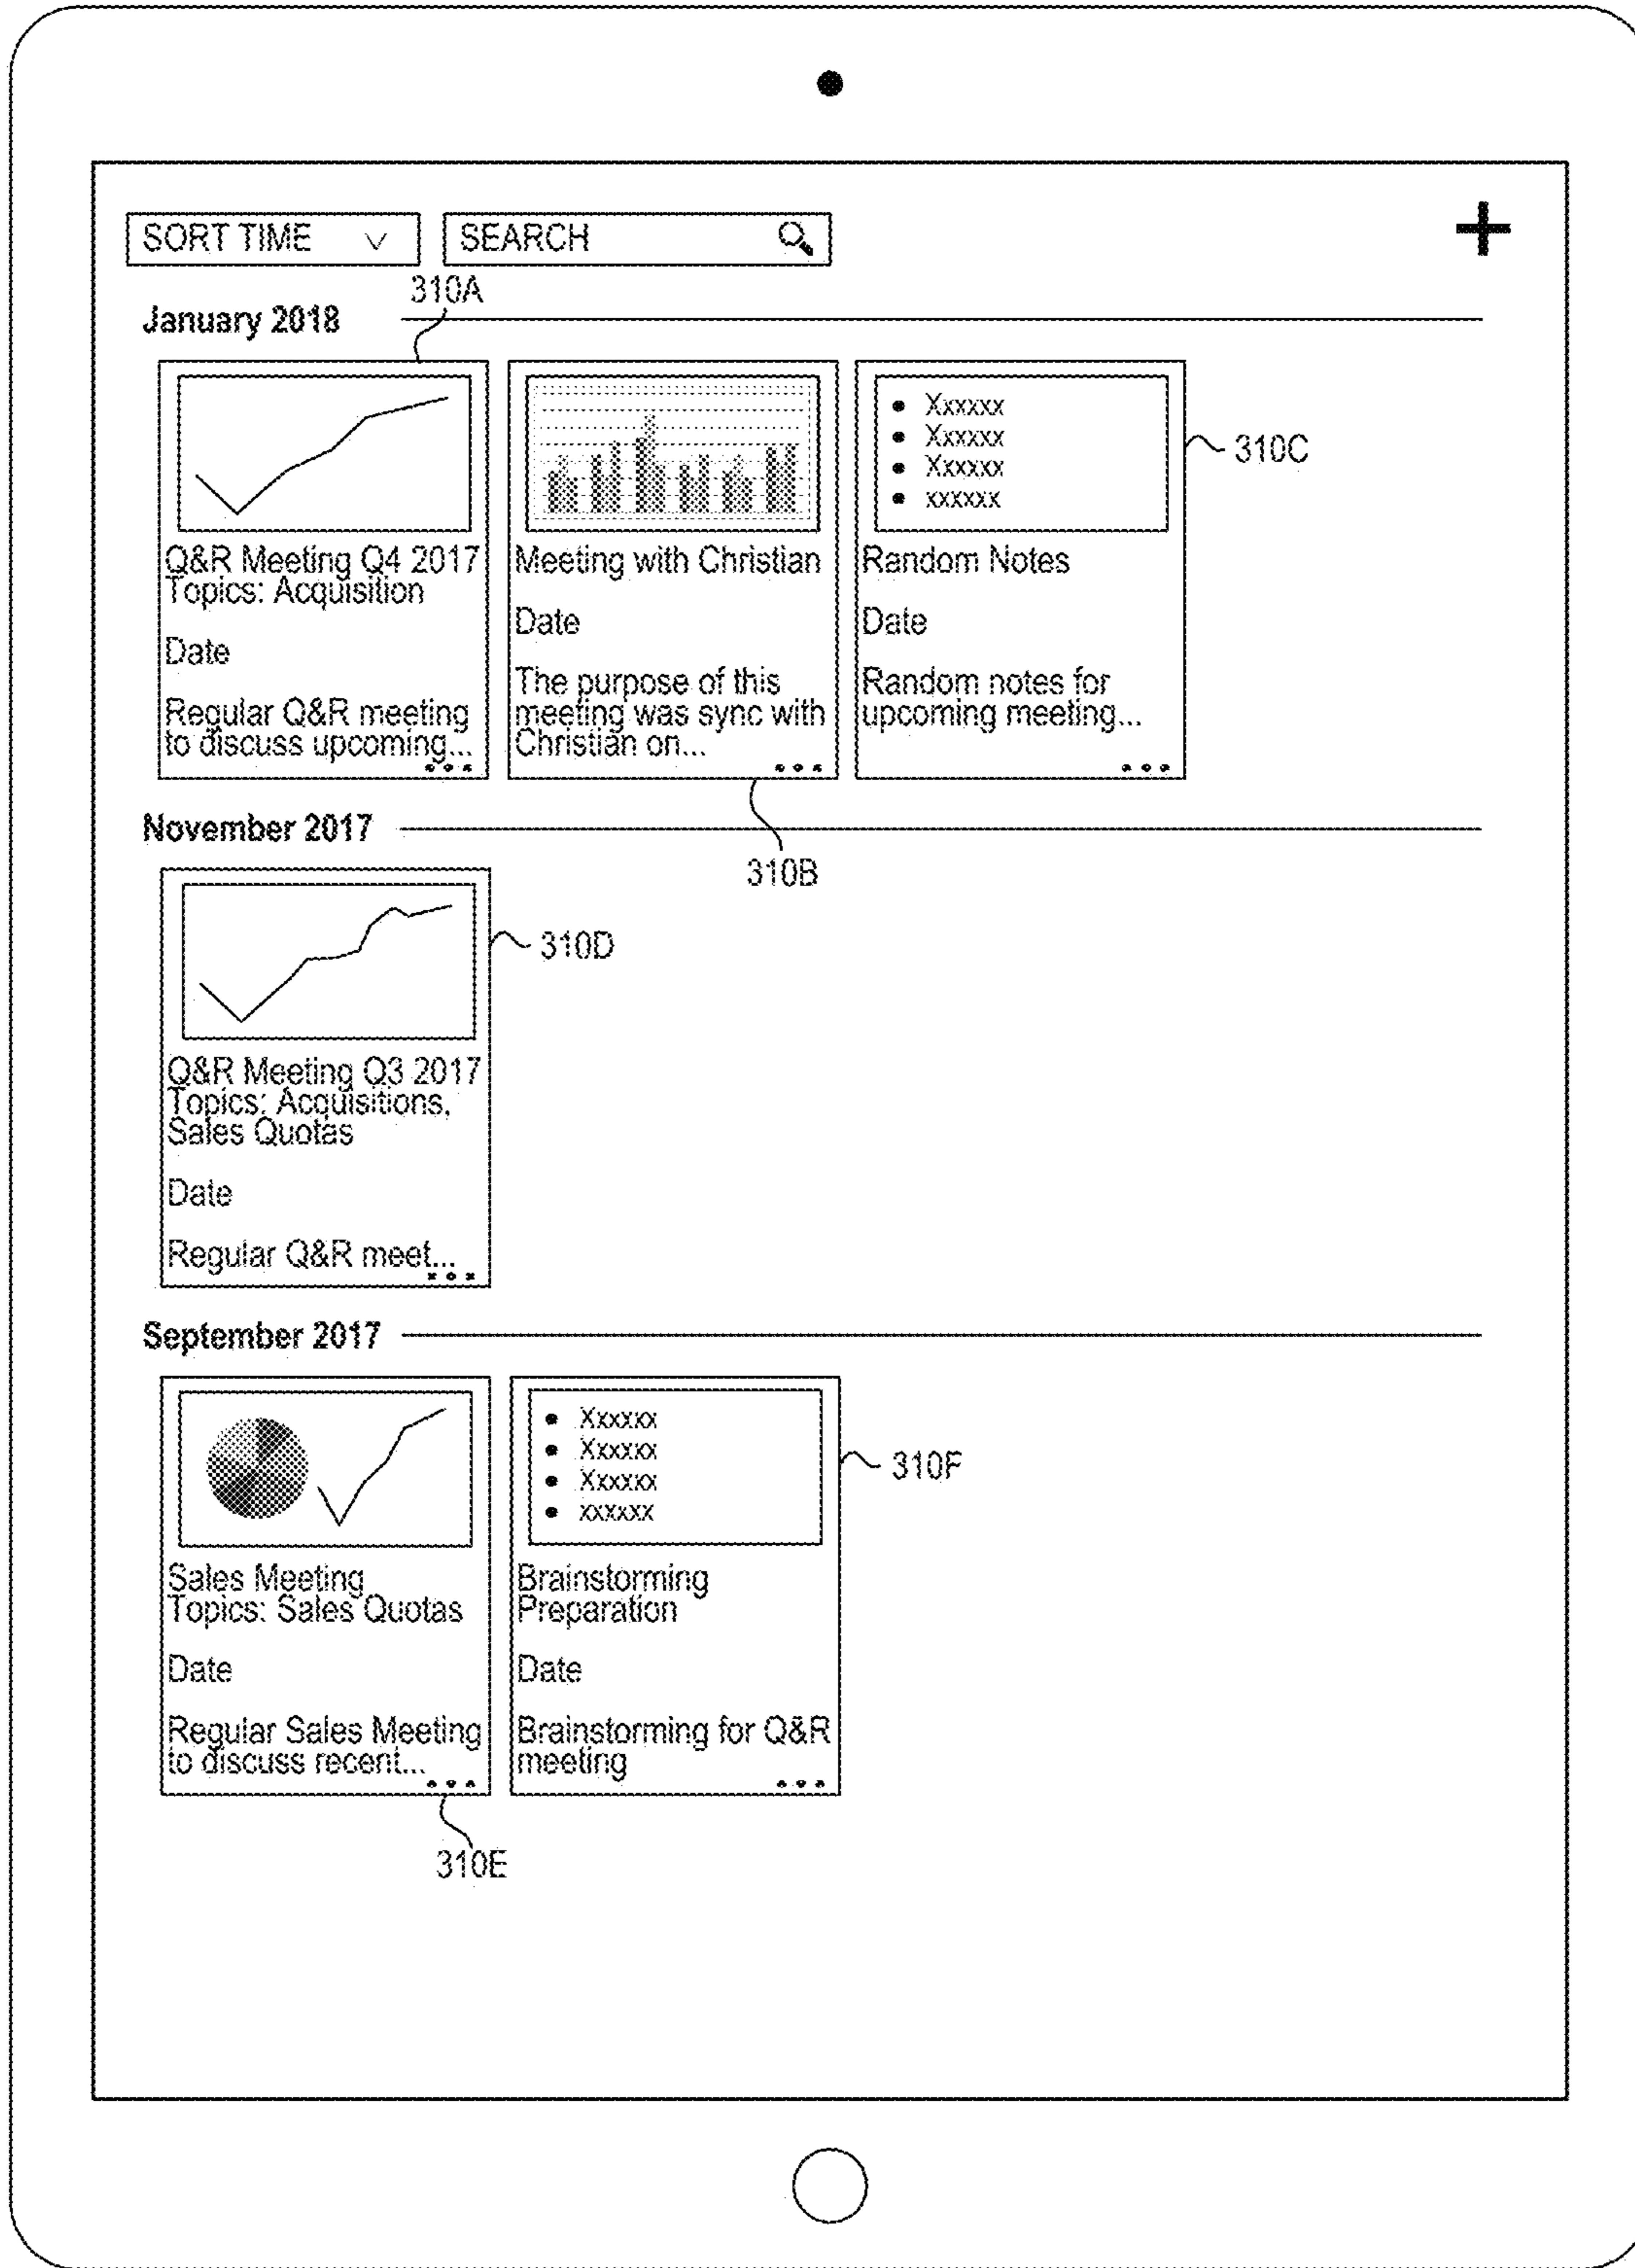 SORT TIME
SEARCH
310A
January 2018
Xxxxxx
Xxxxxx
Xxxxxx
xxxxxx
310C
Q&R Meeting Q4 2017
Topics: Acquisition
Date
Regular Q&R meeting
to discuss upcoming...
Meeting with Christian
Date
The purpose of this
meeting was sync with
Christian on...
Random Notes
Date
Random notes for
upcoming meeting...
November 2017
310B
310D
Q&R Meeting Q3 2017
Topics: Acquisitions,
Sales Quotas
Date
Regular Q&R meet...
September 2017
Xxxxxx
Xxxxxx
Xxxxxx
xxxxxx
310F
Sales Meeting
Topics: Sales Quotas
Date
Regular Sales Meeting
to discuss recent...
Brainstorming
Preparation
Date
Brainstorming for Q&R
meeting
310E